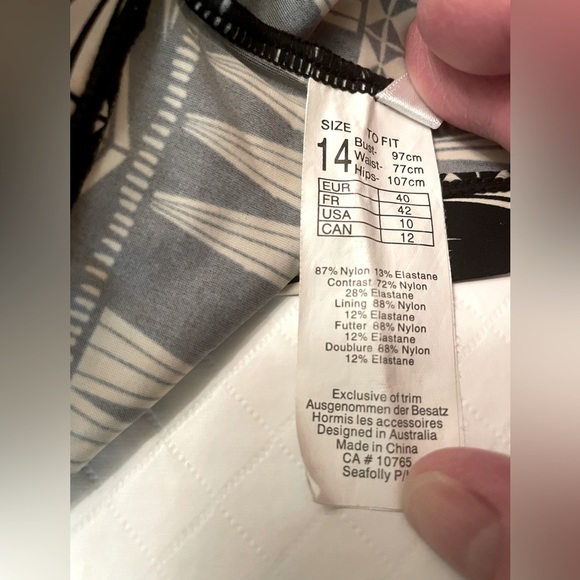 SIZE TO FIT
14 Bust- 97cm
Waist- 77cm
Hips- 107cm
EUR 40
FR 42
USA 10
CAN 12
87% Nylon 13% Elastane
Contrast 72% Nylon
28% Elastane
Lining 88% Nylon
12% Elastane
Futter 88% Nylon
12% Elastane
Doublure 88% Nylon
12% Elastane
Exclusive of trim
Ausgenommen der Besatz
Hormis les accessoires
Designed in Australia
Made in China
CA # 10765
Seafolly P/